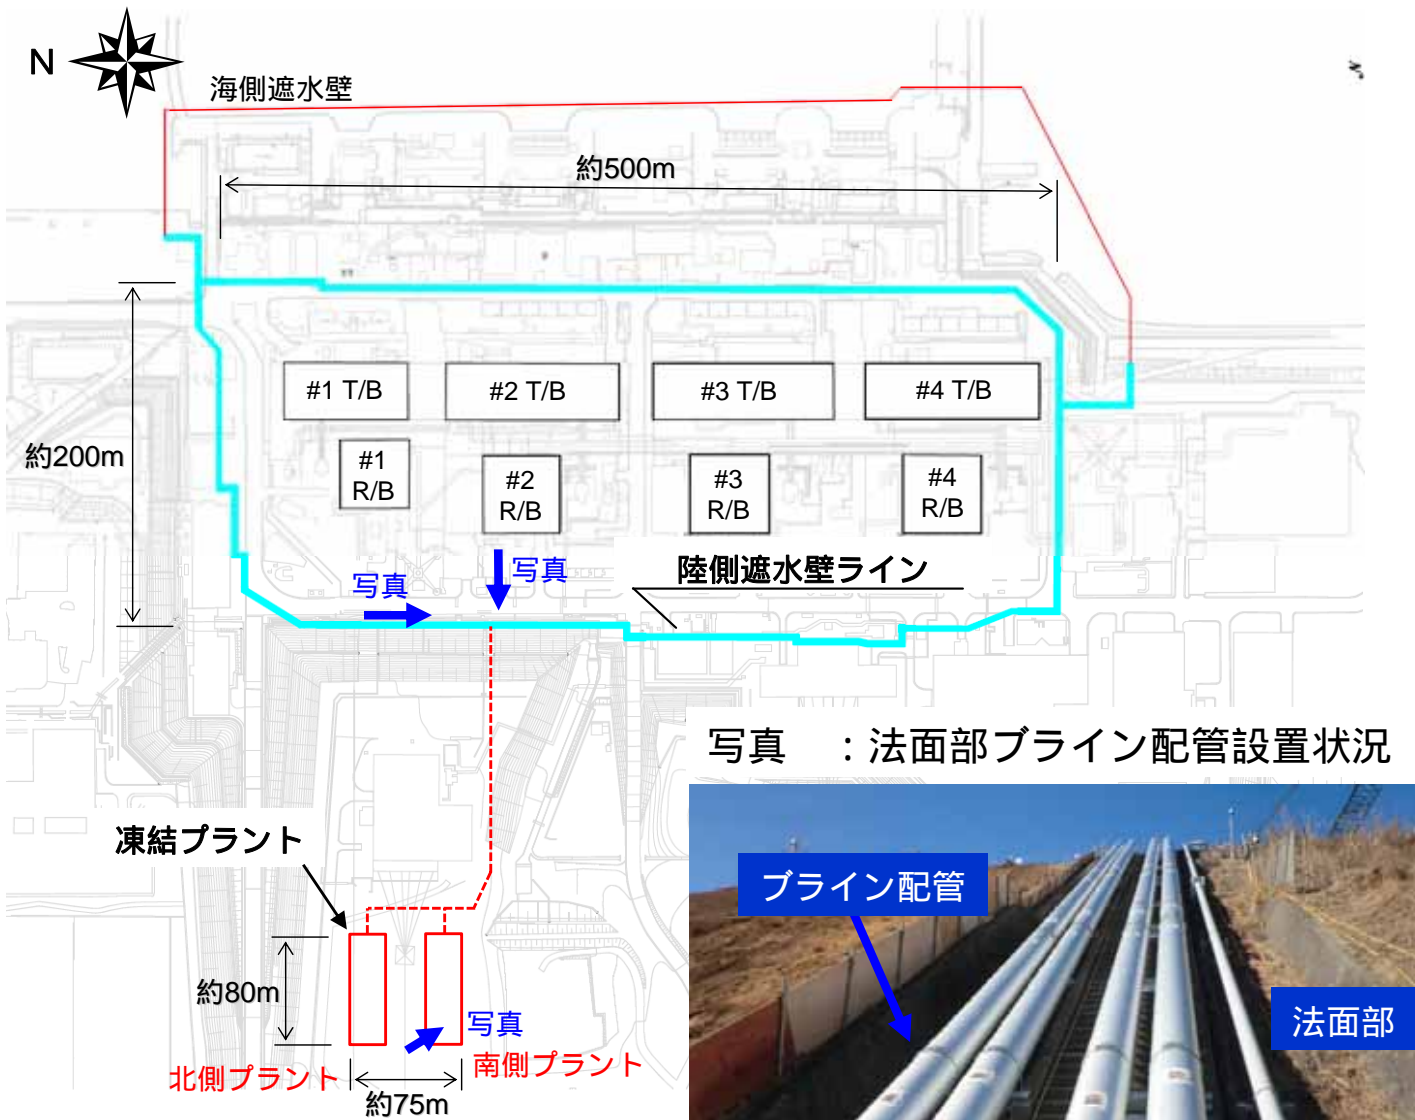 N
海側遮水壁
約500m
#1 T/B
#2 T/B
#3 T/B
#4 T/B
約200m
#1
R/B
#2
R/B
#3
R/B
#4
R/B
写真
写真
陸側遮水壁ライン
写真　：法面部ブライン配管設置状況
凍結プラント
ブライン配管
約80m
写真
法面部
北側プラント
南側プラント
約75m